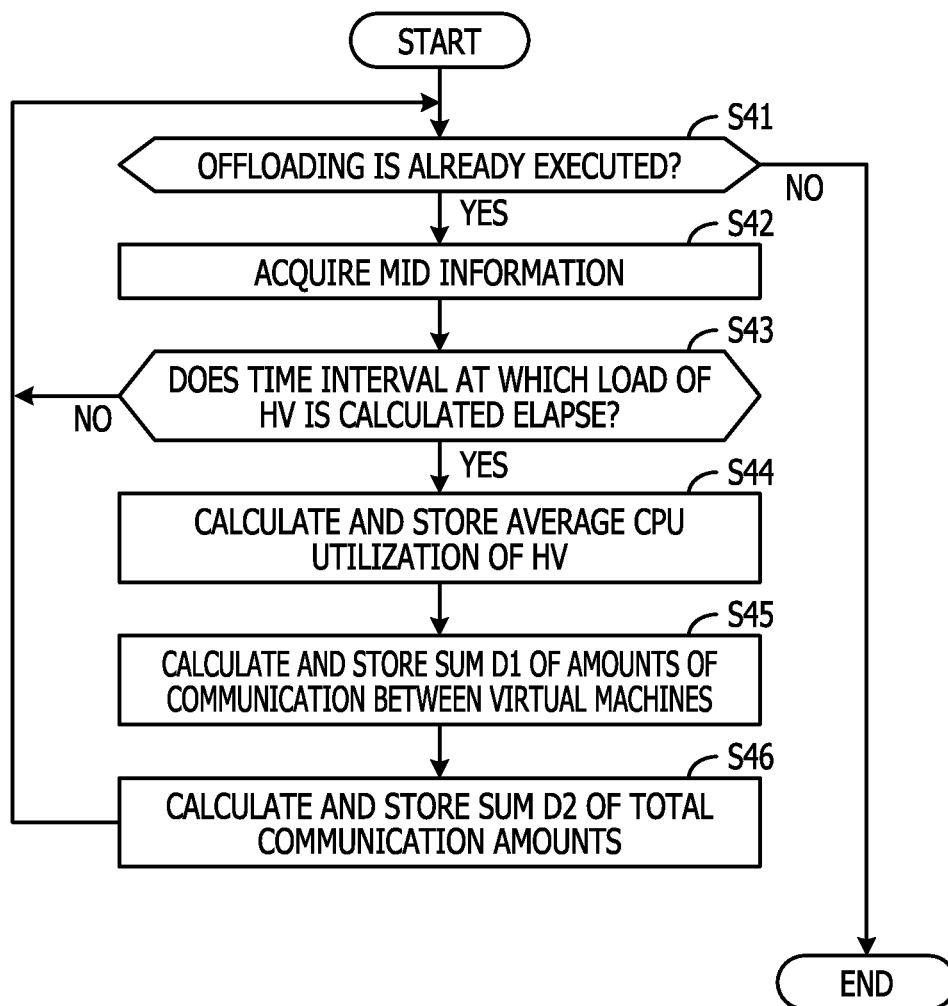 START
S41
OFFLOADING IS ALREADY EXECUTED?
NO
YES
S42
ACQUIRE MID INFORMATION
S43
DOES TIME INTERVAL AT WHICH LOAD OF
HV IS CALCULATED ELAPSE?
NO
YES
S44
CALCULATE AND STORE AVERAGE CPU
UTILIZATION OF HV
S45
CALCULATE AND STORE SUM D1 OF AMOUNTS OF
COMMUNICATION BETWEEN VIRTUAL MACHINES
S46
CALCULATE AND STORE SUM D2 OF TOTAL
COMMUNICATION AMOUNTS
END